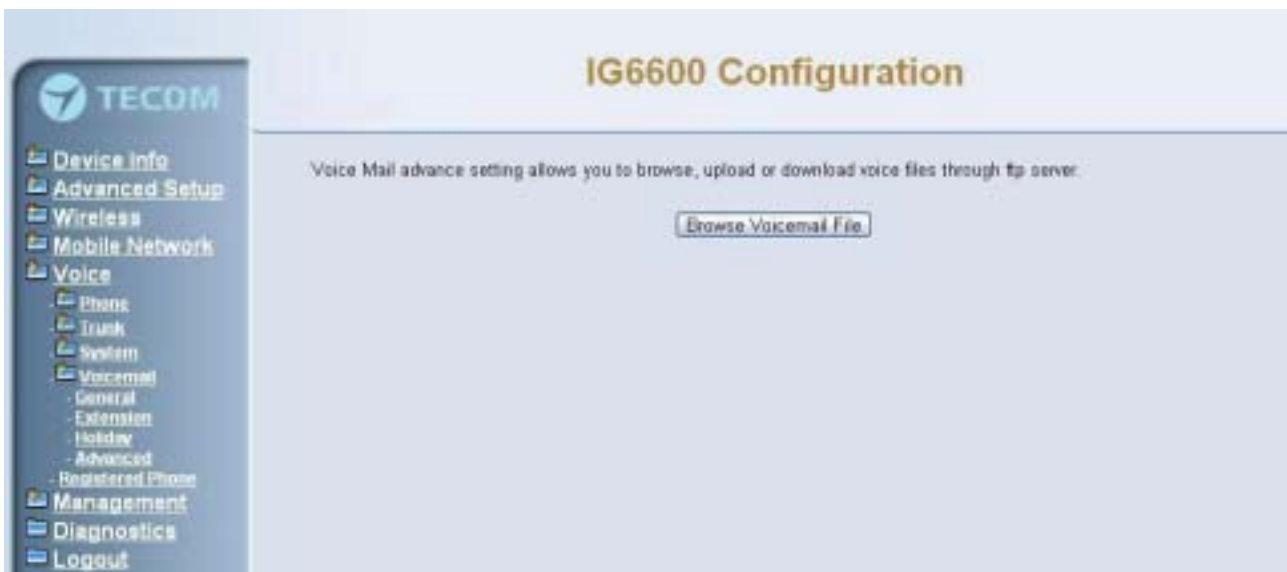 IG6600 Configuration
TECOM
Device Info
Advanced Setup
Wireless
Mobile Network
Voice
- Phone
- Trunk
- System
- Voicemail
- General
- Extension
- Holiday
- Advanced
- Registered Phone
Management
Diagnostics
Logout
Voice Mail advance setting allows you to browse, upload or download voice files through ftp server.
Browse Voicemail File